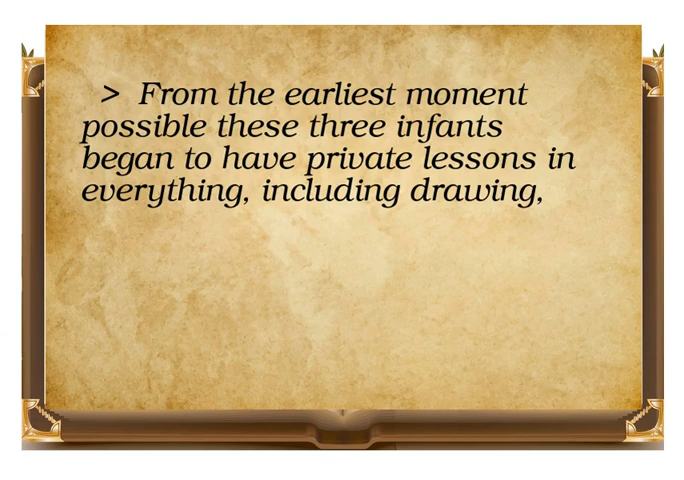 > From the earliest moment
possible these three infants
began to have private lessons in
everything, including drawing,